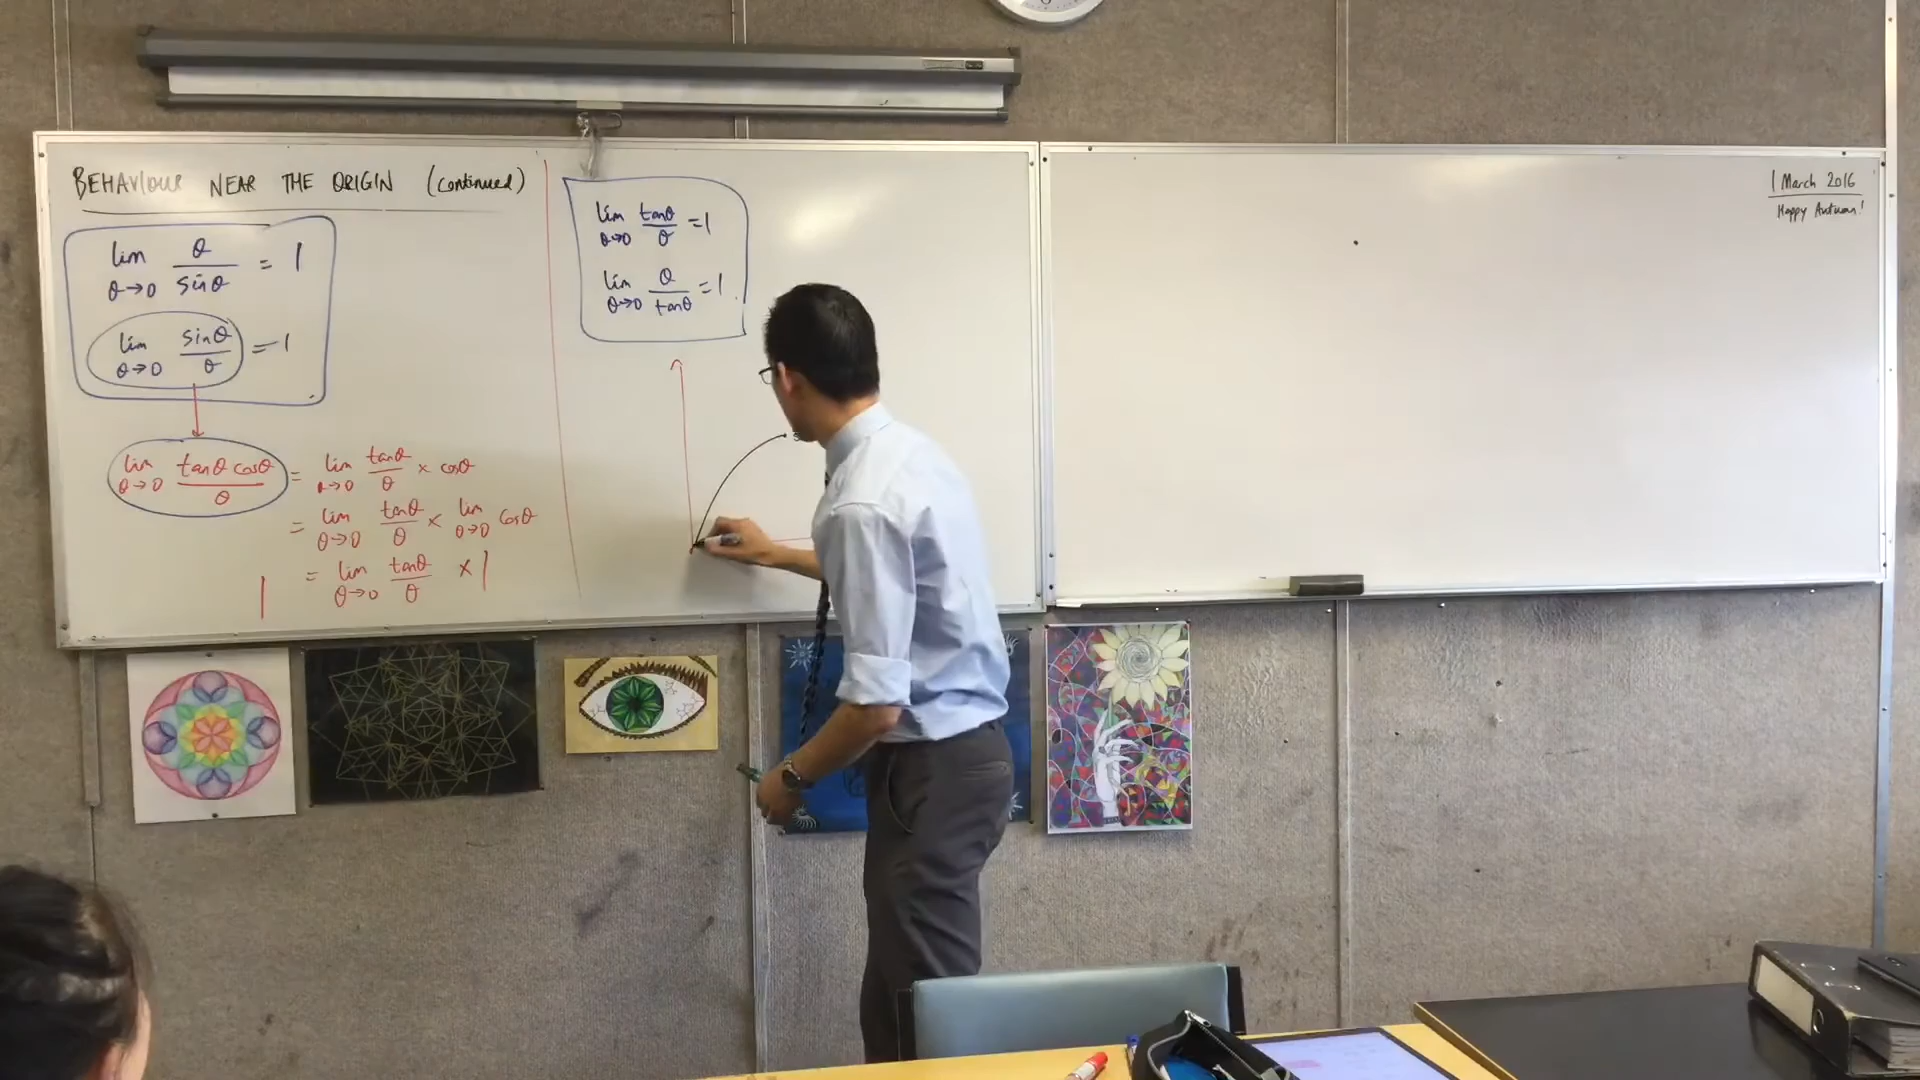 BEHAVIOUR NEAR THE ORIGIN (continued)
lim θ→0 θ/sinθ = 1
lim θ→0 sinθ/θ = 1
lim θ→0 tanθ cosθ/θ = lim θ→0 tanθ/θ × cosθ
= lim θ→0 tanθ/θ × lim θ→0 cosθ
1 = lim θ→0 tanθ/θ × 1
lim θ→0 tanθ/θ = 1
lim θ→0 θ/tanθ = 1
1 March 2016
Happy Autumn!